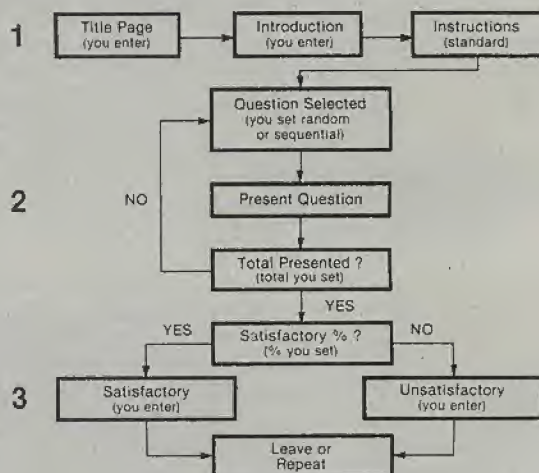 1
Title Page
(you enter)
Introduction
(you enter)
Instructions
(standard)
Question Selected
(you set random
or sequential)
NO
2
Present Question
Total Presented ?
(total you set)
YES
YES
Satisfactory % ?
(% you set)
NO
3
Satisfactory
(you enter)
Unsatisfactory
(you enter)
Leave or
Repeat